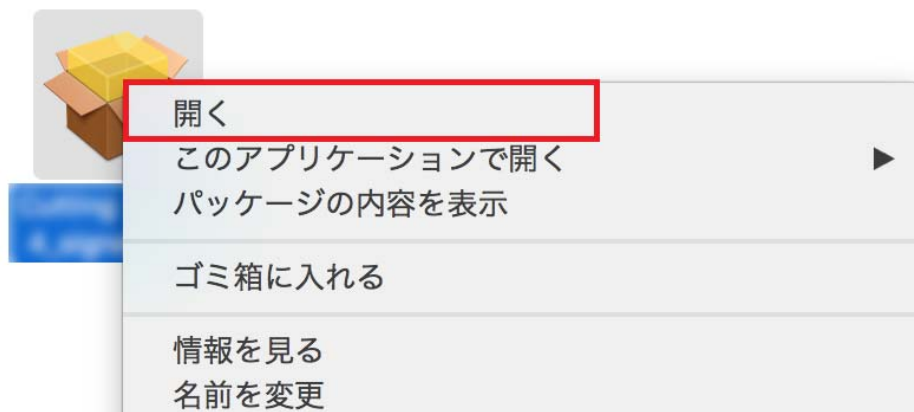 開く
このアプリケーションで開く
パッケージの内容を表示
ゴミ箱に入れる
情報を見る
名前を変更